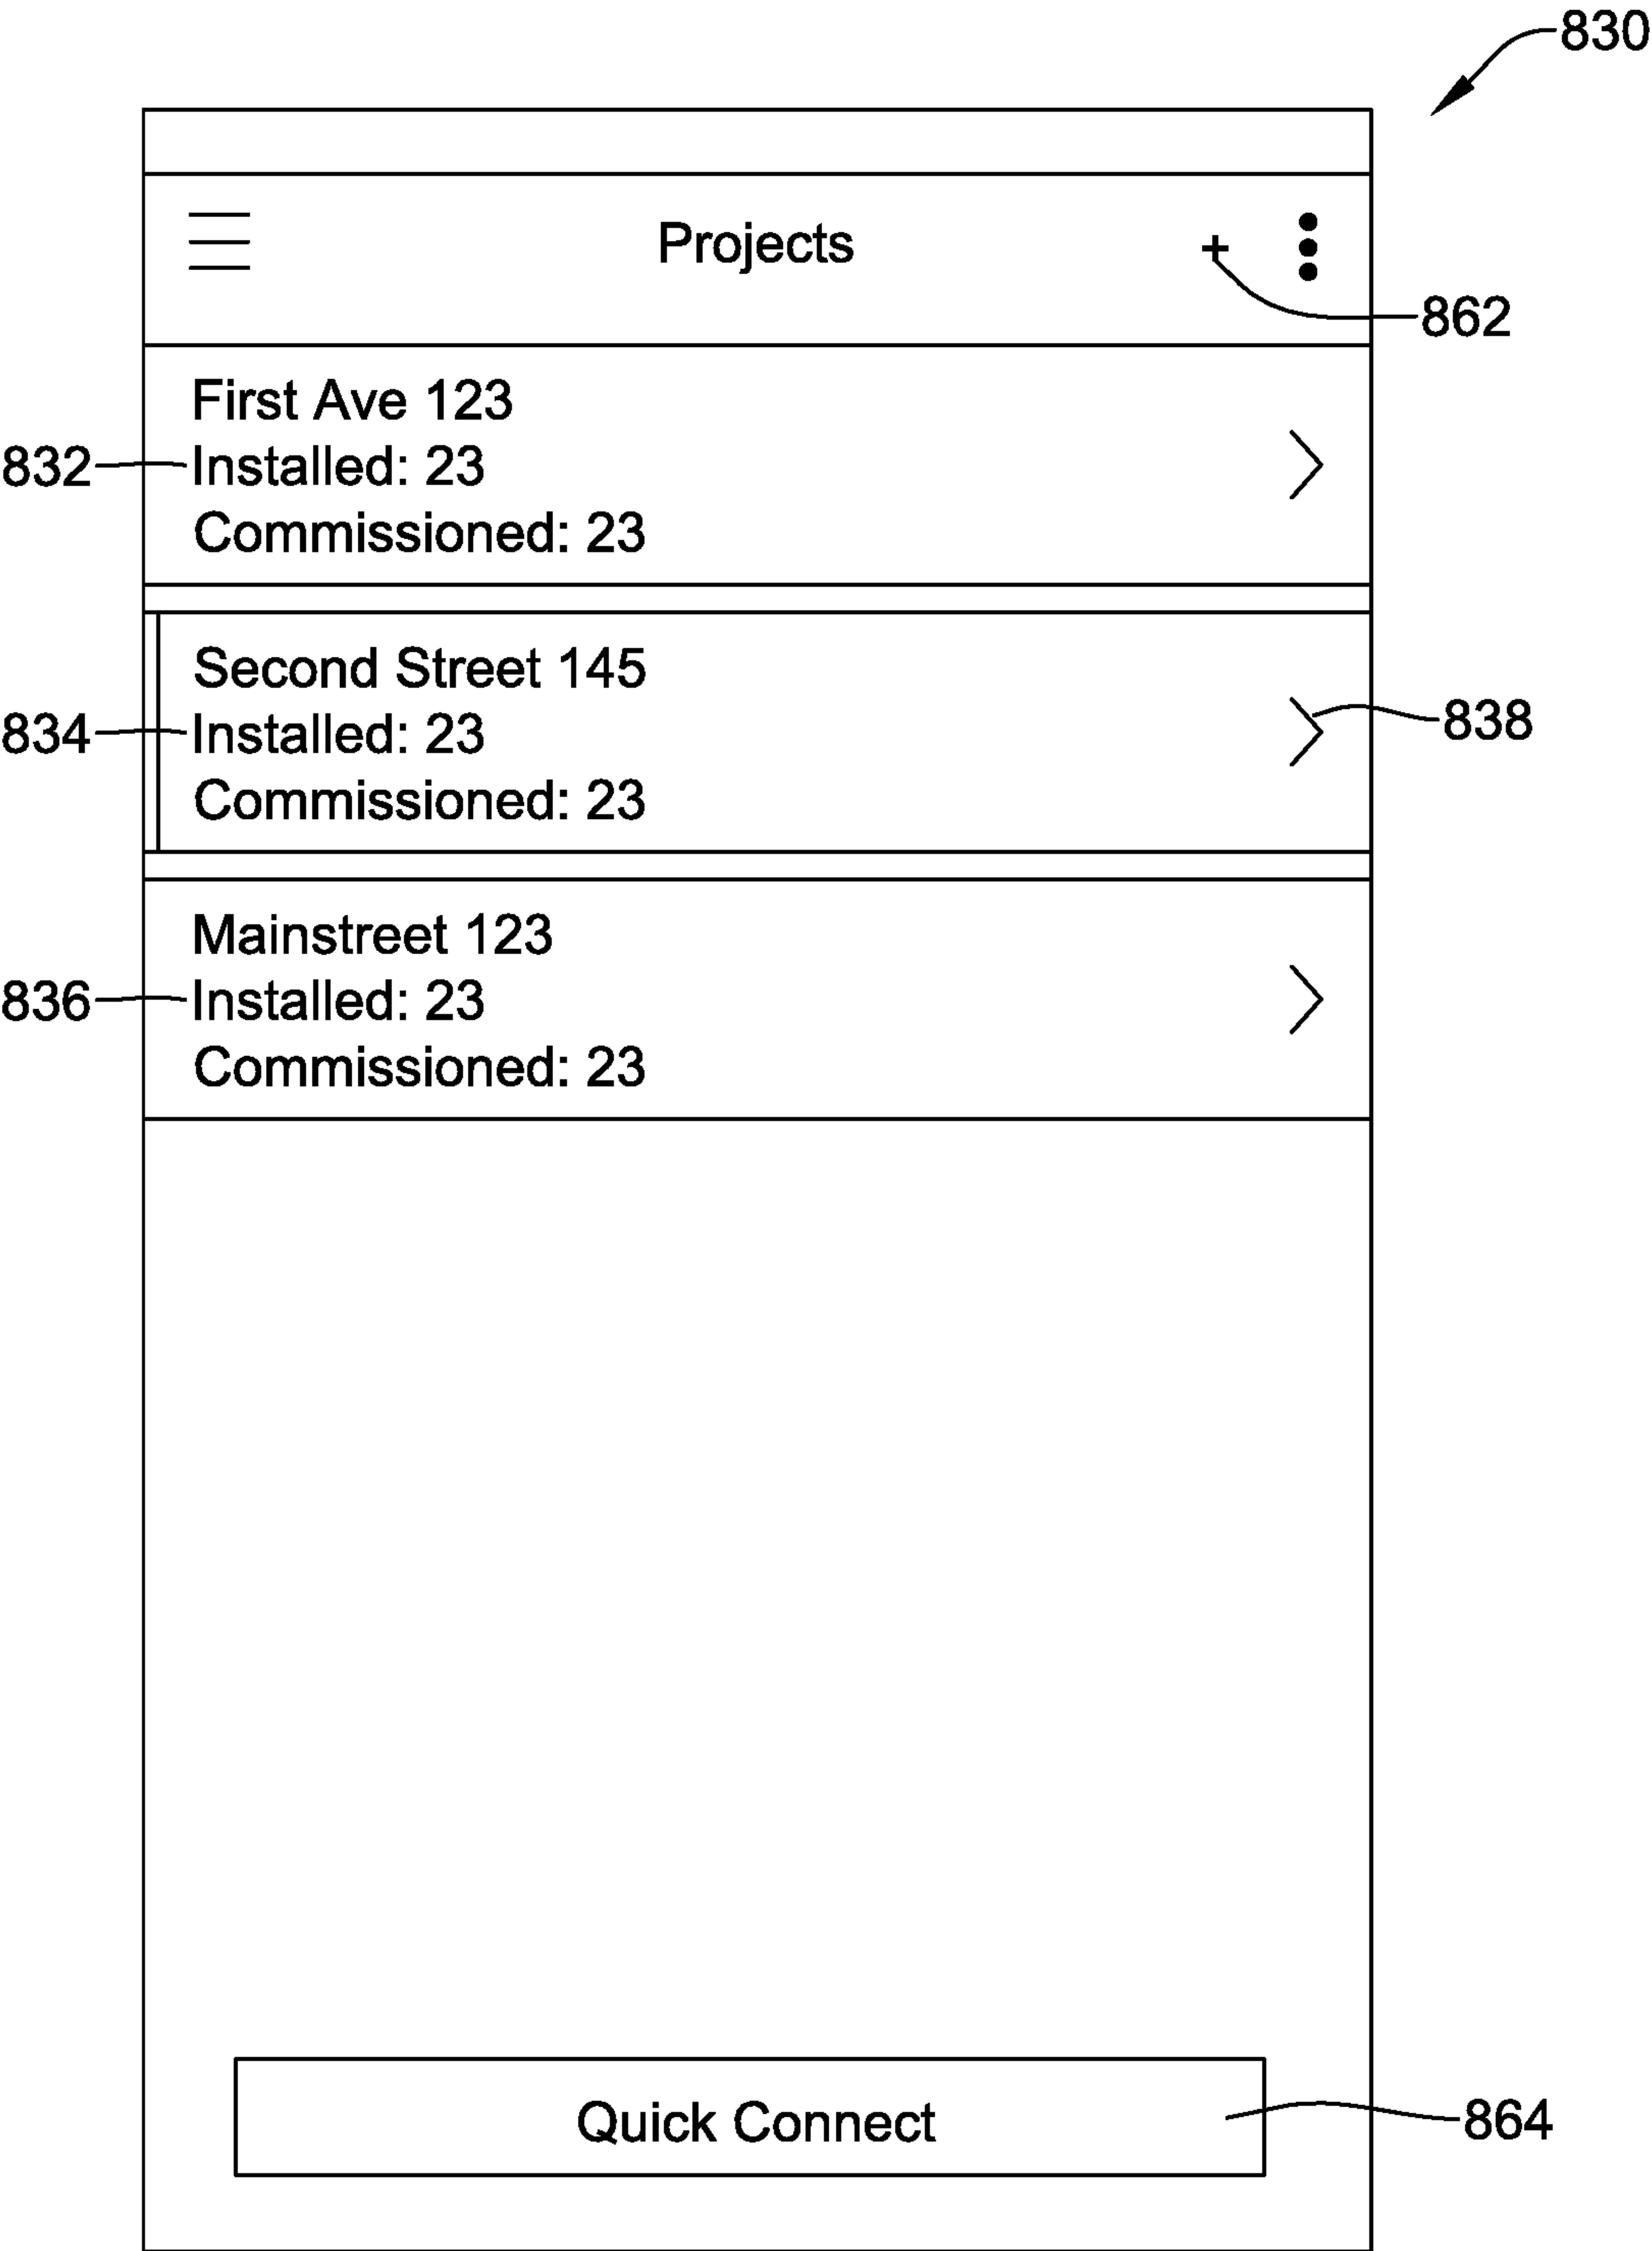 830
Projects +
862
First Ave 123
832 Installed: 23
Commissioned: 23
Second Street 145
834 Installed: 23 838
Commissioned: 23
Mainstreet 123
836 Installed: 23
Commissioned: 23
Quick Connect 864